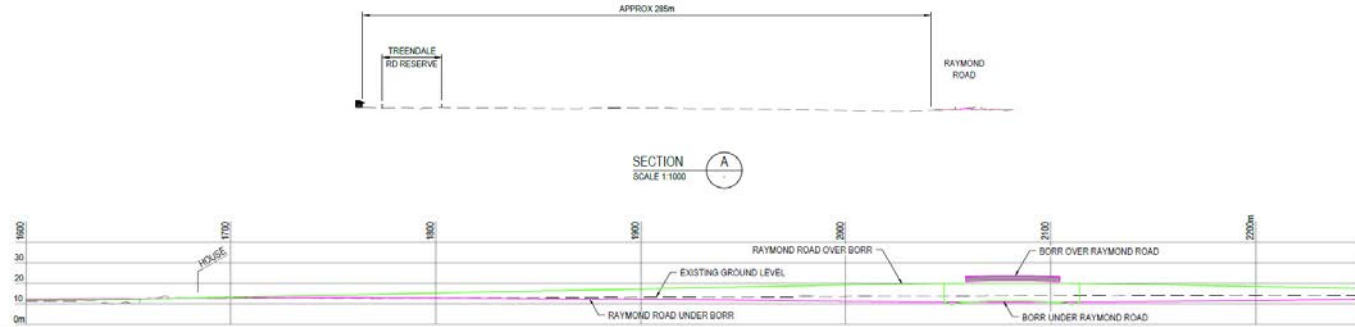 APPROX 285m
TREENDALE
RD RESERVE
RAYMOND
ROAD
SECTION
SCALE 1:1000
A
-
1600
1700
1800
1900
2000
2100
2200m
30
20
10
0m
HOUSE
RAYMOND ROAD OVER BORR
BORR OVER RAYMOND ROAD
EXISTING GROUND LEVEL
RAYMOND ROAD UNDER BORR
BORR UNDER RAYMOND ROAD